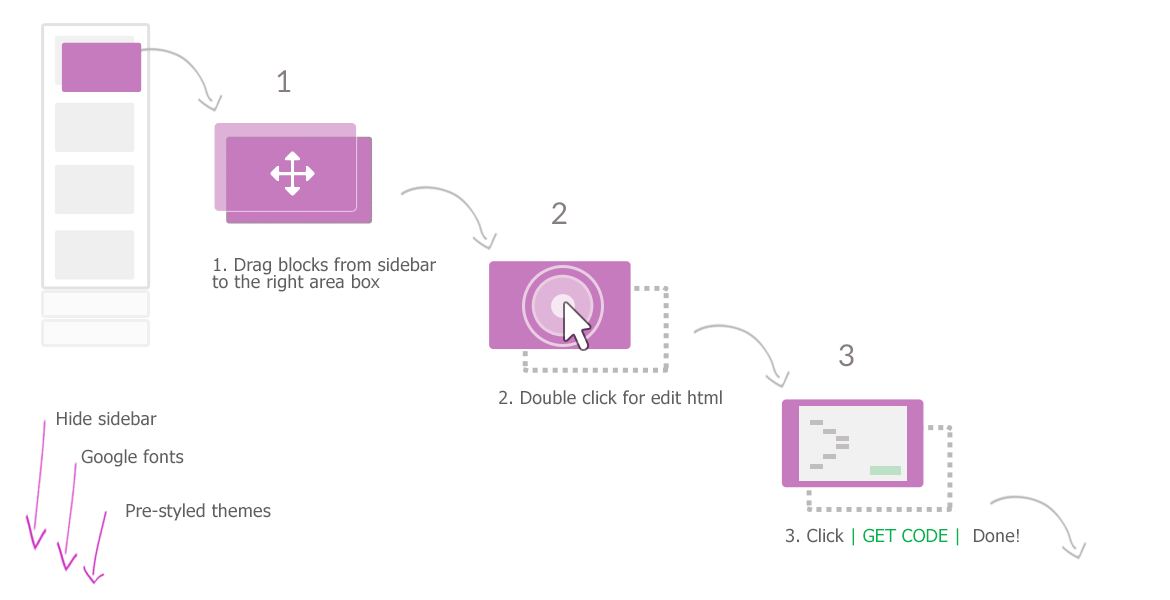 1
1. Drag blocks from sidebar
to the right area box
2
2. Double click for edit html
3
3. Click | GET CODE | Done!
Hide sidebar
Google fonts
Pre-styled themes